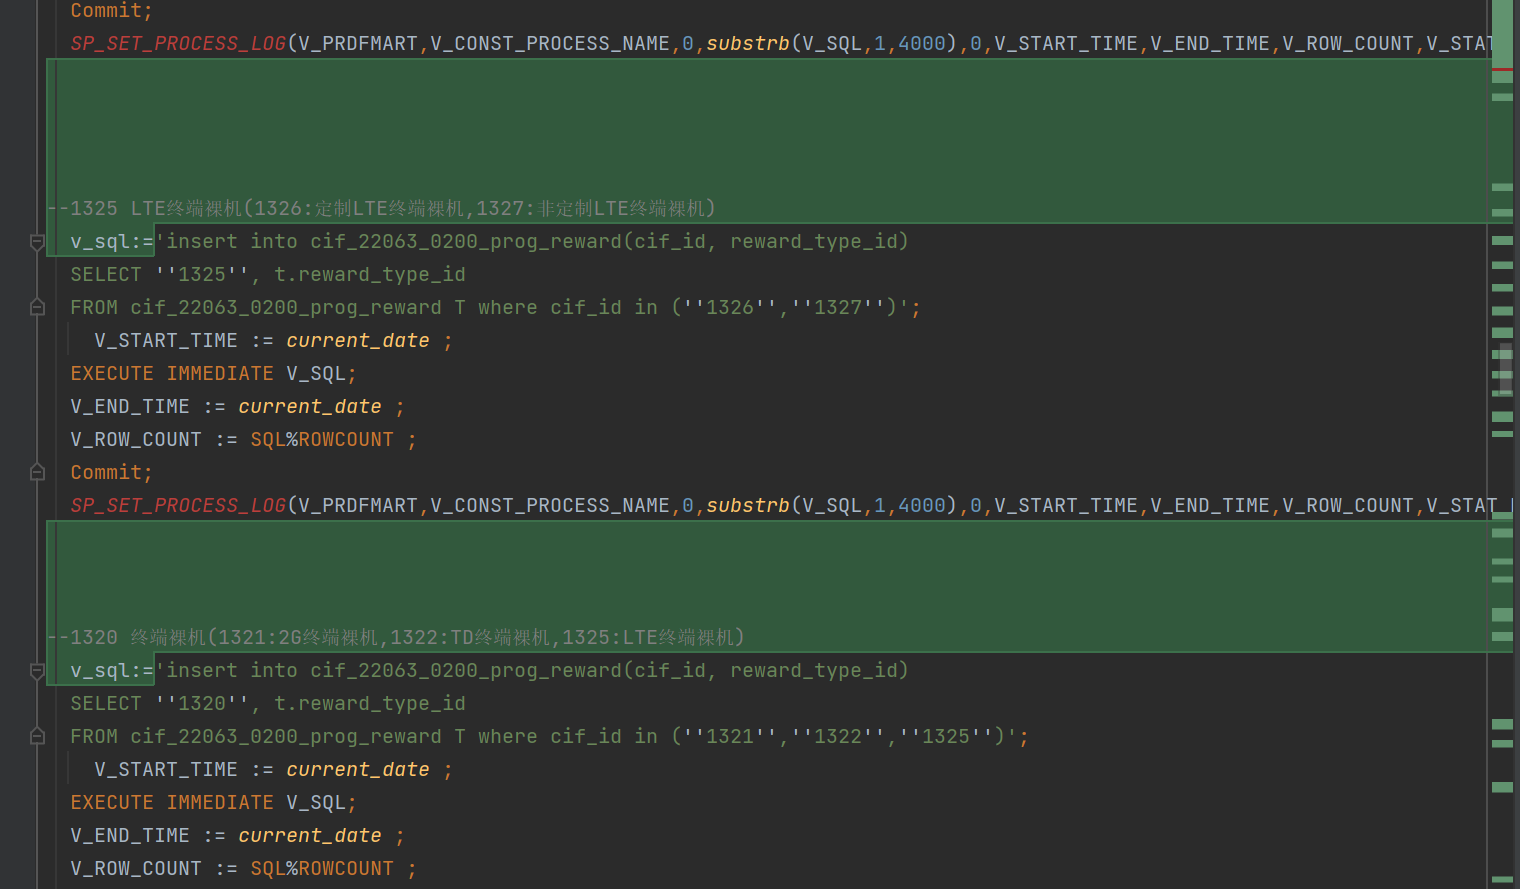 Commit;
SP_SET_PROCESS_LOG(V_PRDFMART,V_CONST_PROCESS_NAME,0,substrb(V_SQL,1,4000),0,V_START_TIME,V_END_TIME,V_ROW_COUNT,V_STAT
--1325 LTE终端裸机(1326:定制LTE终端裸机,1327:非定制LTE终端裸机)
v_sql:='insert into cif_22063_0200_prog_reward(cif_id, reward_type_id)
SELECT ''1325'', t.reward_type_id
FROM cif_22063_0200_prog_reward T where cif_id in (''1326'',''1327'')';
V_START_TIME := current_date ;
EXECUTE IMMEDIATE V_SQL;
V_END_TIME := current_date ;
V_ROW_COUNT := SQL%ROWCOUNT ;
Commit;
SP_SET_PROCESS_LOG(V_PRDFMART,V_CONST_PROCESS_NAME,0,substrb(V_SQL,1,4000),0,V_START_TIME,V_END_TIME,V_ROW_COUNT,V_STAT
--1320 终端裸机(1321:2G终端裸机,1322:TD终端裸机,1325:LTE终端裸机)
v_sql:='insert into cif_22063_0200_prog_reward(cif_id, reward_type_id)
SELECT ''1320'', t.reward_type_id
FROM cif_22063_0200_prog_reward T where cif_id in (''1321'',''1322'',''1325'')';
V_START_TIME := current_date ;
EXECUTE IMMEDIATE V_SQL;
V_END_TIME := current_date ;
V_ROW_COUNT := SQL%ROWCOUNT ;